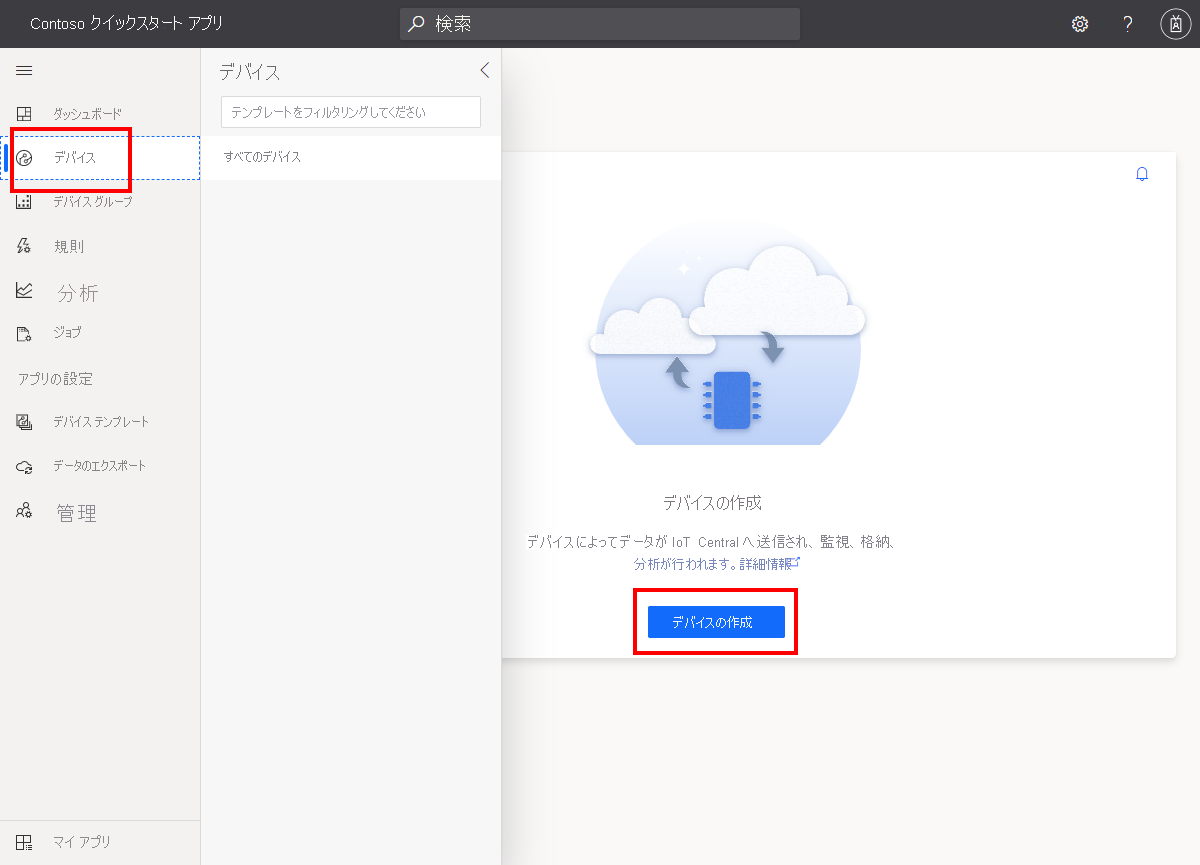 Contoso クイックスタート アプリ
検索
?
デバイス
テンプレートをフィルタリングしてください
すべてのデバイス
ダッシュボード
デバイス
デバイス グループ
規則
分析
ジョブ
アプリの設定
デバイス テンプレート
データのエクスポート
管理
マイ アプリ
デバイスの作成
デバイスによってデータが IoT Central へ送信され、監視、格納、
分析が行われます。詳細情報
デバイスの作成